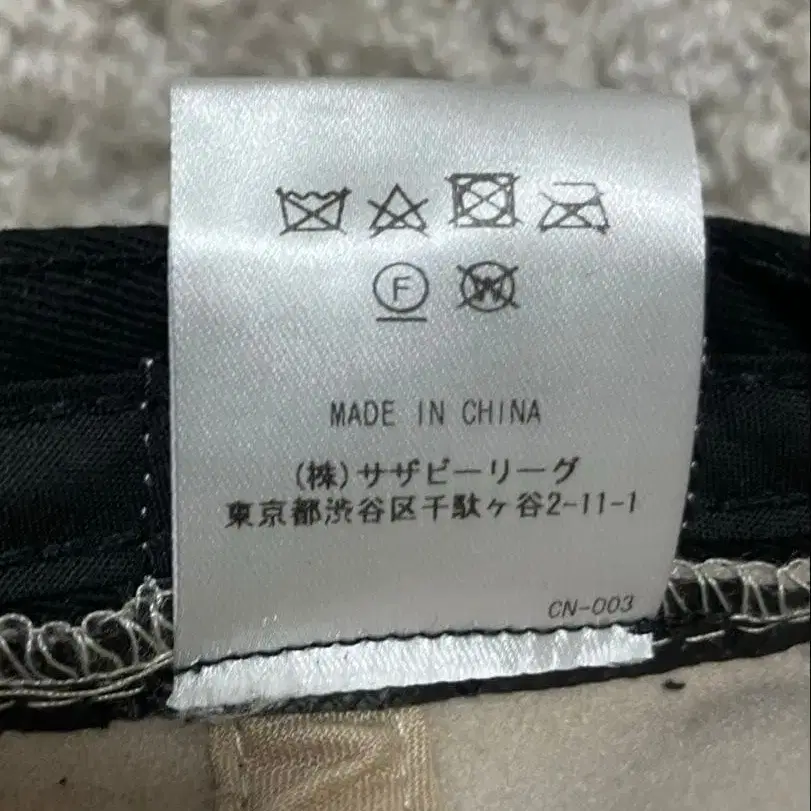 F W
MADE IN CHINA
(株)サザビーリーグ
東京都渋谷区千駄ヶ谷2-11-1
CN-003